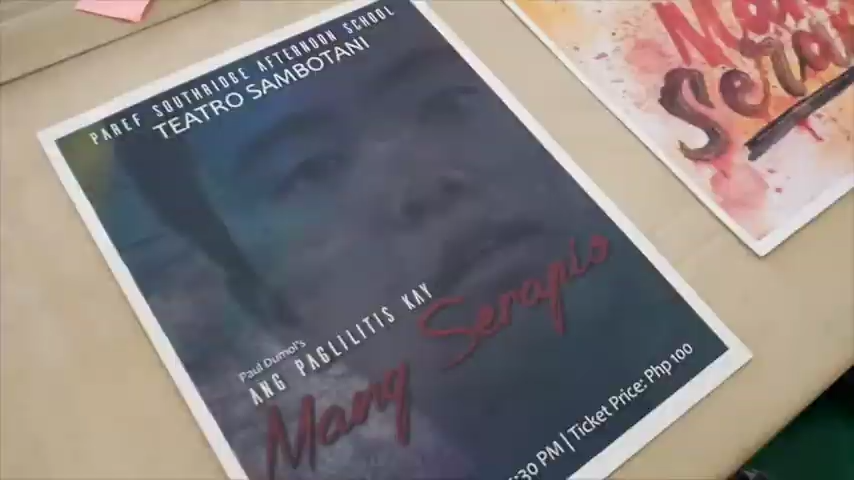 PAREF SOUTHRIDGE AFTERNOON SCHOOL
TEATRO SAMBOTANI
Paul Dumol's
ANG PAGLILITIS KAY
Mang Serapio
:30 PM | Ticket Price: Php 100